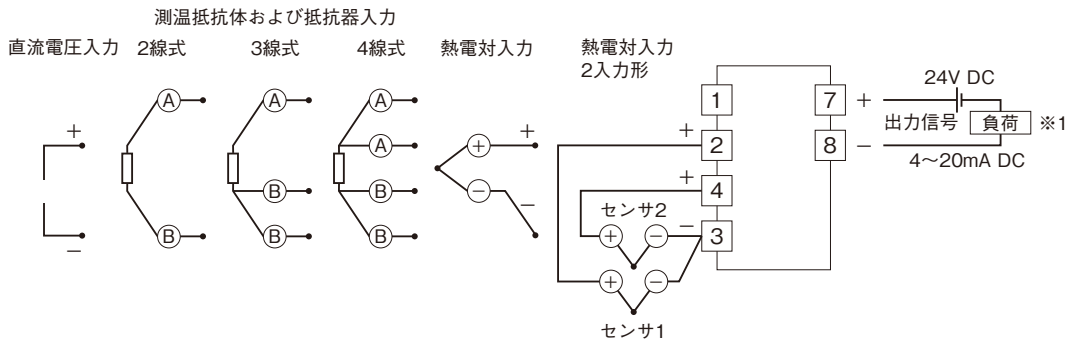 測温抵抗体および抵抗器入力
直流電圧入力 2線式 3線式 4線式 熱電対入力 熱電対入力
2入力形
24V DC
A A A 1 7 +
出力信号 負荷 ※1
+ A + + + 2 8 −
4〜20mA DC
B B − − + 4
センサ2
− B B B + − − 3
+ −
センサ1